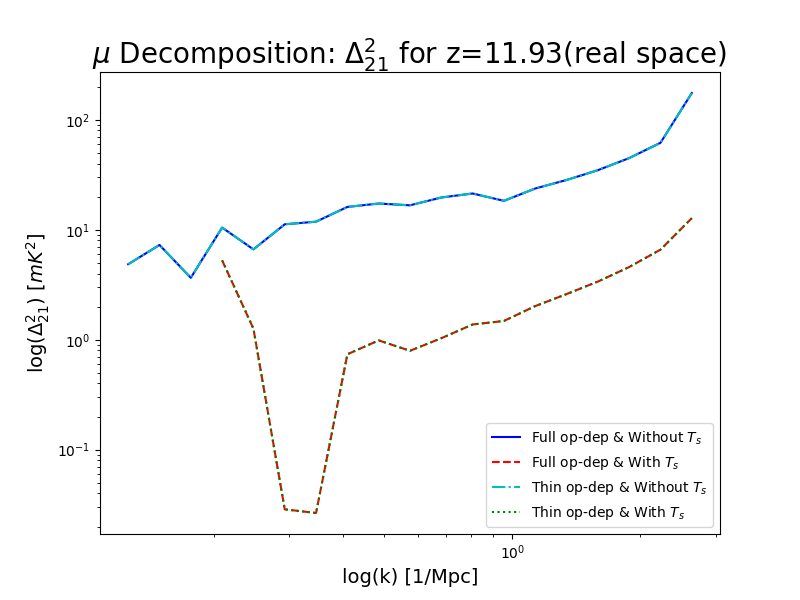 μ Decomposition: Δ²₂₁ for z=11.93(real space)
log(Δ²₂₁) [mK²]
10²
10¹
10⁰
10⁻¹
Full op-dep & Without Tₛ
Full op-dep & With Tₛ
Thin op-dep & Without Tₛ
Thin op-dep & With Tₛ
10⁰
log(k) [1/Mpc]